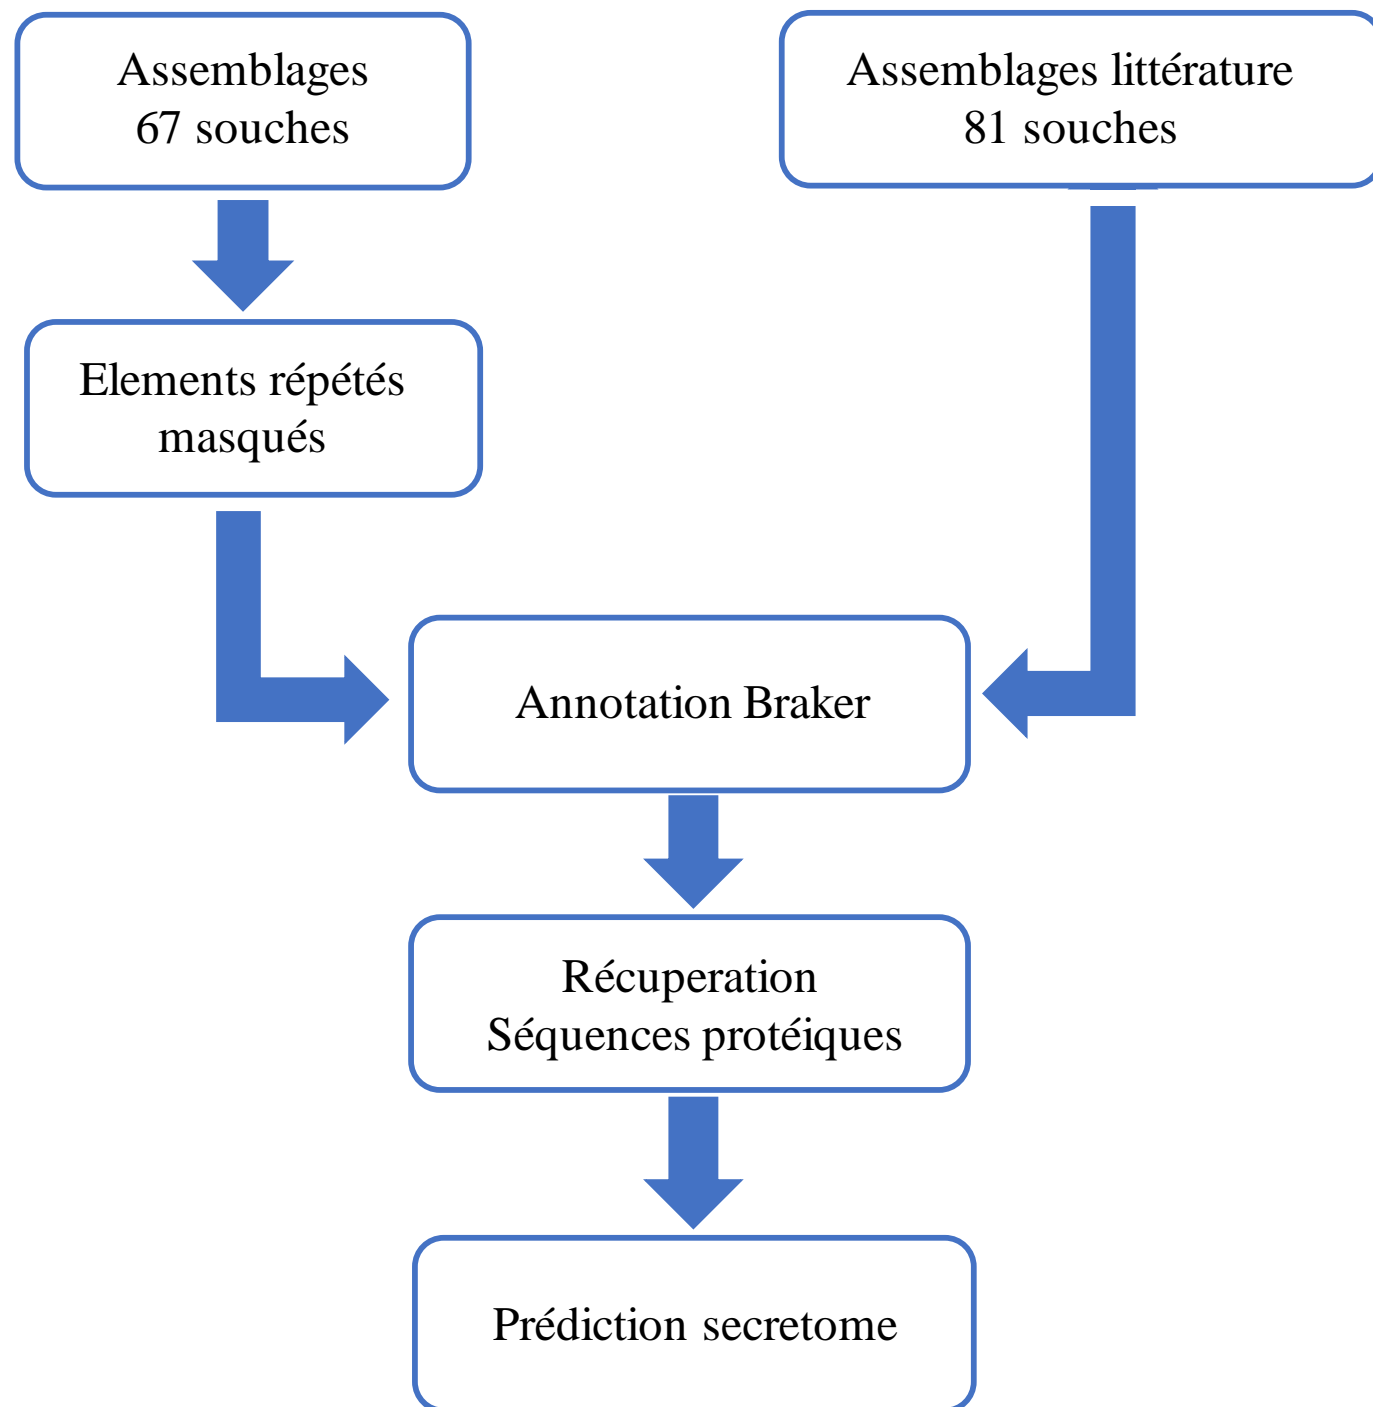 Assemblages
67 souches
Assemblages littérature
81 souches
Elements répétés
masqués
Annotation Braker
Récuperation
Séquences protéiques
Prédiction secretome